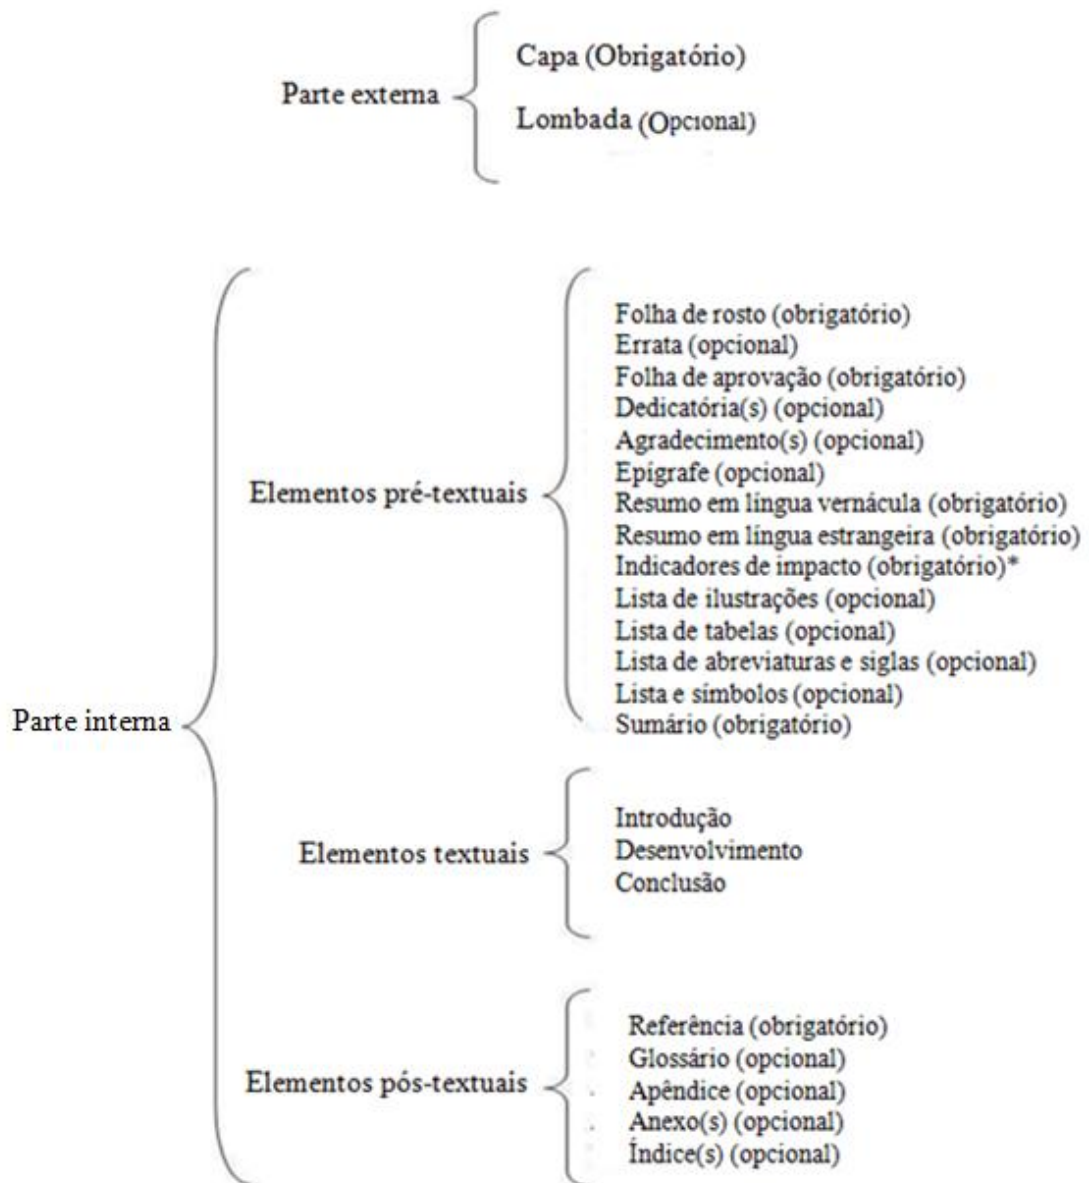 Parte externa
Capa (Obrigatório)
Lombada (Opcional)
Parte interna
Elementos pré-textuais
Folha de rosto (obrigatório)
Errata (opcional)
Folha de aprovação (obrigatório)
Dedicatória(s) (opcional)
Agradecimento(s) (opcional)
Epígrafe (opcional)
Resumo em língua vernácula (obrigatório)
Resumo em língua estrangeira (obrigatório)
Indicadores de impacto (obrigatório)*
Lista de ilustrações (opcional)
Lista de tabelas (opcional)
Lista de abreviaturas e siglas (opcional)
Lista e símbolos (opcional)
Sumário (obrigatório)
Elementos textuais
Introdução
Desenvolvimento
Conclusão
Elementos pós-textuais
Referência (obrigatório)
Glossário (opcional)
Apêndice (opcional)
Anexo(s) (opcional)
Índice(s) (opcional)